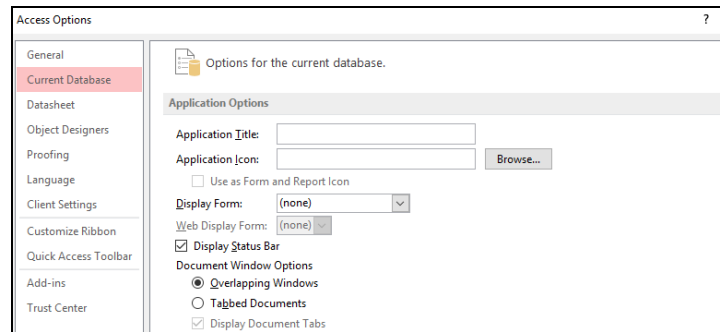 Access Options ?
General
Current Database
Datasheet
Object Designers
Proofing
Language
Client Settings
Customize Ribbon
Quick Access Toolbar
Add-ins
Trust Center
Options for the current database.
Application Options
Application Title:
Application Icon: Browse...
Use as Form and Report Icon
Display Form: (none)
Web Display Form: (none)
Display Status Bar
Document Window Options
Overlapping Windows
Tabbed Documents
Display Document Tabs